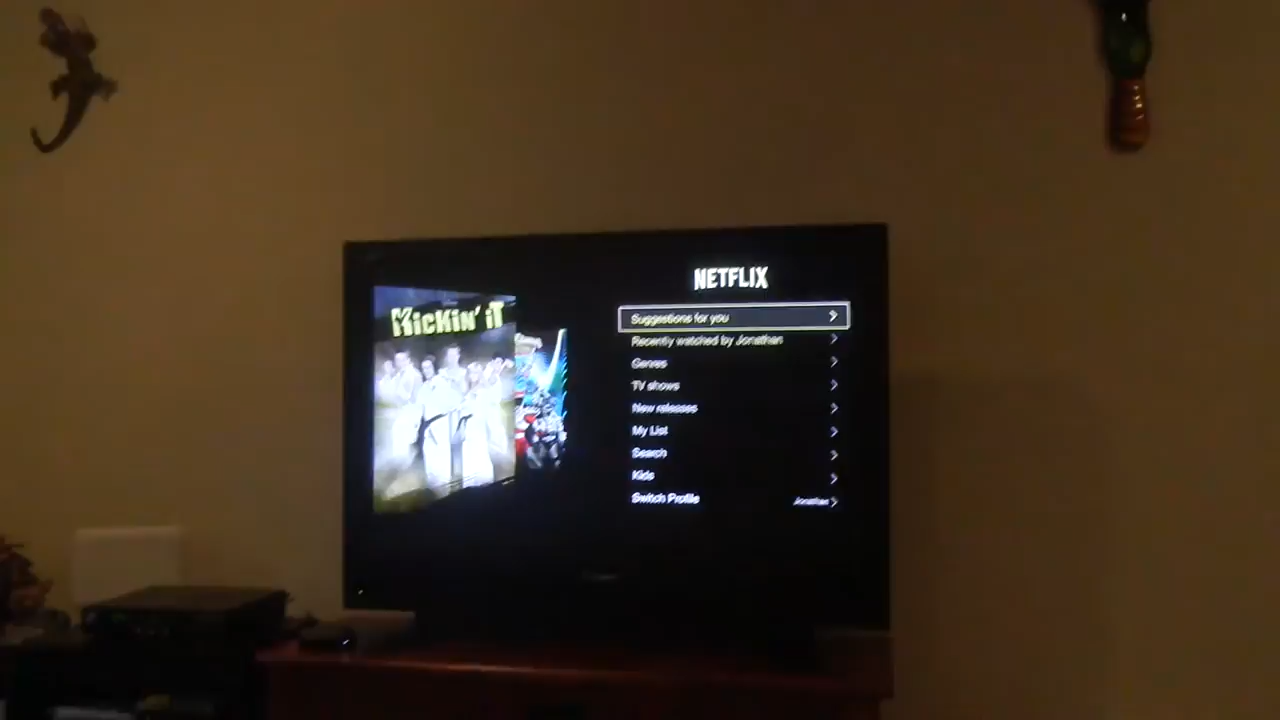 NETFLIX
KicKin' iT
Suggestions for you
Recently watched by Jonathan
Genres
TV shows
New releases
My List
Search
Kids
Switch Profile Jonathan